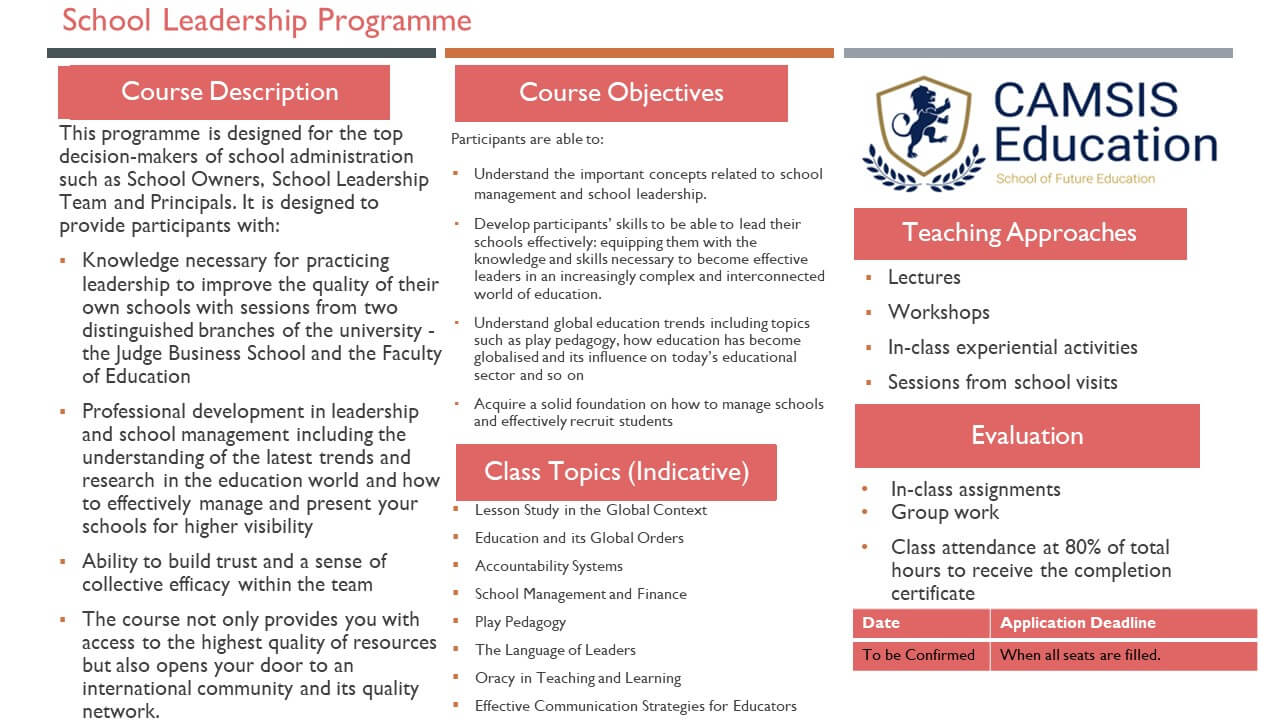 School Leadership Programme
Course Description
This programme is designed for the top
decision-makers of school administration
such as School Owners, School Leadership
Team and Principals. It is designed to
provide participants with:
▪ Knowledge necessary for practicing
leadership to improve the quality of their
own schools with sessions from two
distinguished branches of the university -
the Judge Business School and the Faculty
of Education
▪ Professional development in leadership
and school management including the
understanding of the latest trends and
research in the education world and how
to effectively manage and present your
schools for higher visibility
▪ Ability to build trust and a sense of
collective efficacy within the team
▪ The course not only provides you with
access to the highest quality of resources
but also opens your door to an
international community and its quality
network.
Course Objectives
Participants are able to:
▪ Understand the important concepts related to school
management and school leadership.
▪ Develop participants’ skills to be able to lead their
schools effectively: equipping them with the
knowledge and skills necessary to become effective
leaders in an increasingly complex and interconnected
world of education.
▪ Understand global education trends including topics
such as play pedagogy, how education has become
globalised and its influence on today’s educational
sector and so on
▪ Acquire a solid foundation on how to manage schools
and effectively recruit students
Class Topics (Indicative)
▪ Lesson Study in the Global Context
▪ Education and its Global Orders
▪ Accountability Systems
▪ School Management and Finance
▪ Play Pedagogy
▪ The Language of Leaders
▪ Oracy in Teaching and Learning
▪ Effective Communication Strategies for Educators
CAMSIS
Education
School of Future Education
Teaching Approaches
▪ Lectures
▪ Workshops
▪ In-class experiential activities
▪ Sessions from school visits
Evaluation
• In-class assignments
• Group work
• Class attendance at 80% of total
hours to receive the completion
certificate
Date Application Deadline
To be Confirmed When all seats are filled.